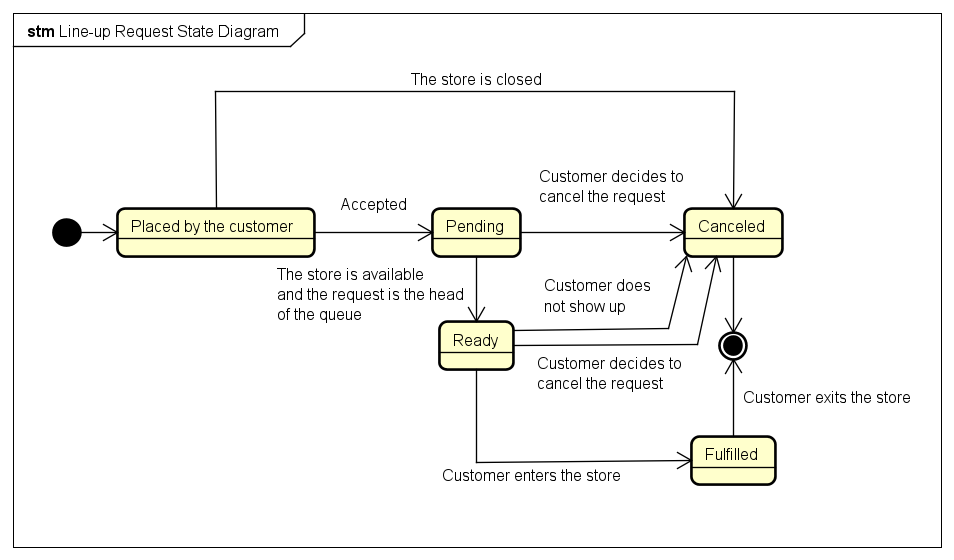 stm Line-up Request State Diagram
The store is closed
Customer decides to
cancel the request
Accepted
Placed by the customer
Pending
Canceled
The store is available
and the request is the head
of the queue
Customer does
not show up
Ready
Customer decides to
cancel the request
Customer exits the store
Fulfilled
Customer enters the store